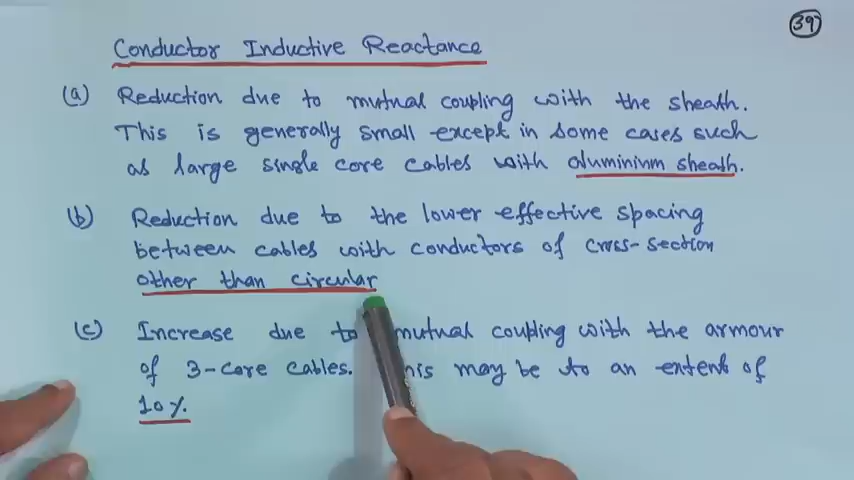 39
Conductor Inductive Reactance
(a) Reduction due to mutual coupling with the sheath.
This is generally small except in some cases such
as large single core cables with aluminium sheath.
(b) Reduction due to the lower effective spacing
between cables with conductors of cross-section
other than circular
(c) Increase due to mutual coupling with the armour
of 3-core cables. This may be to an extent of
10%.